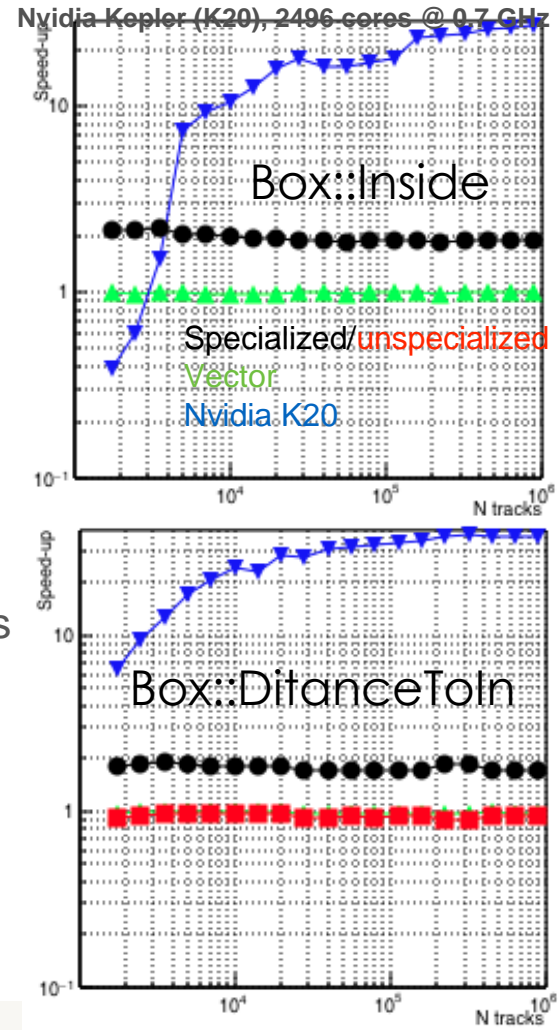 Nvidia Kepler (K20), 2496 cores @ 0.7 GHz
Speed-up
10
Box::Inside
1
Specialized/unspecialized
Vector
Nvidia K20
10⁻¹
10⁴ 10⁵ 10⁶
N tracks
Speed-up
s
10
Box::DitanceToIn
1
10⁻¹
10⁴ 10⁵ 10⁶
N tracks